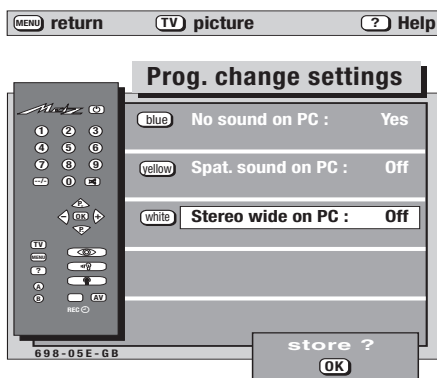 MENU return TV picture ? Help
Prog. change settings
Metz
blue No sound on PC : Yes
yellow Spat. sound on PC : Off
white Stereo wide on PC : Off
1 2 3
4 5 6
7 8 9
--/- 0
P
- OK +
P
TV
MENU
?
A
B AV
REC
store ?
OK
698-05E-GB